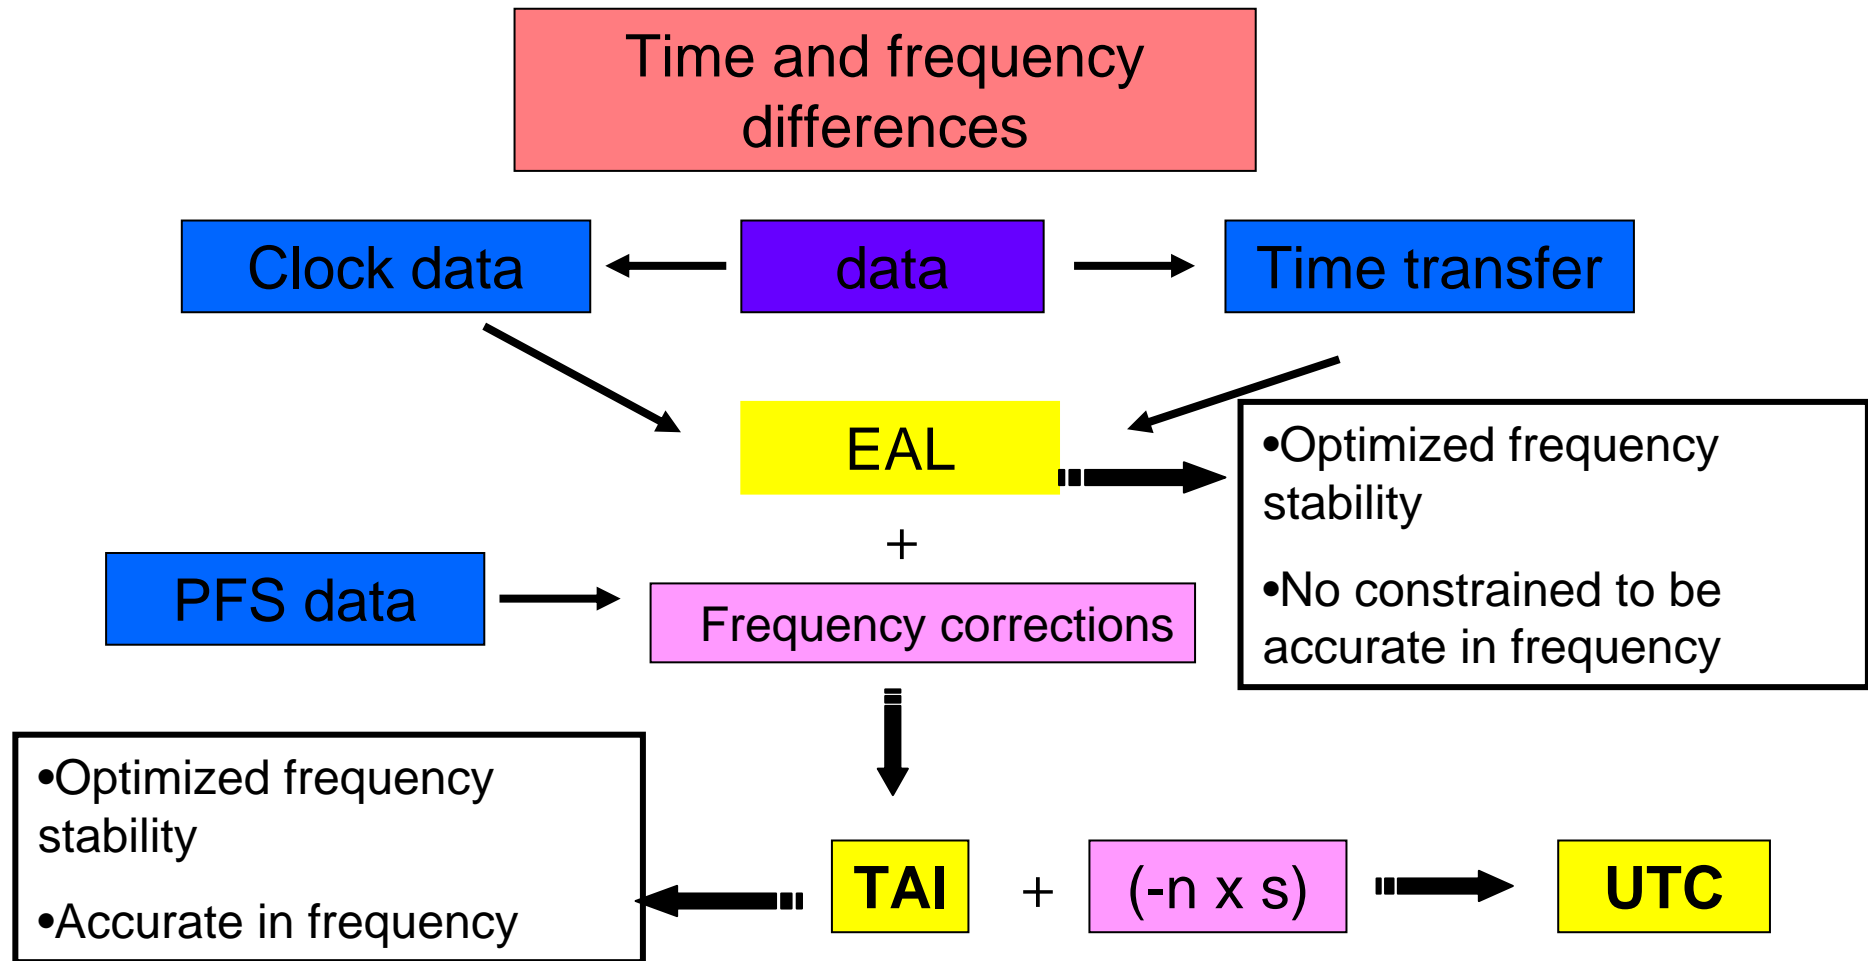 Time and frequency
differences
Clock data
data
Time transfer
EAL
•Optimized frequency
stability
•No constrained to be
accurate in frequency
+
PFS data
Frequency corrections
•Optimized frequency
stability
•Accurate in frequency
TAI
+
(-n x s)
UTC